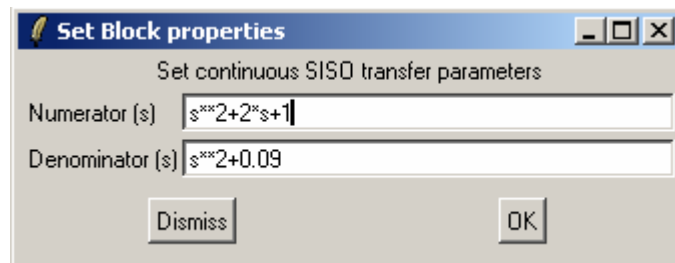 Set Block properties
Set continuous SISO transfer parameters
Numerator (s) s**2+2*s+1
Denominator (s) s**2+0.09
Dismiss OK